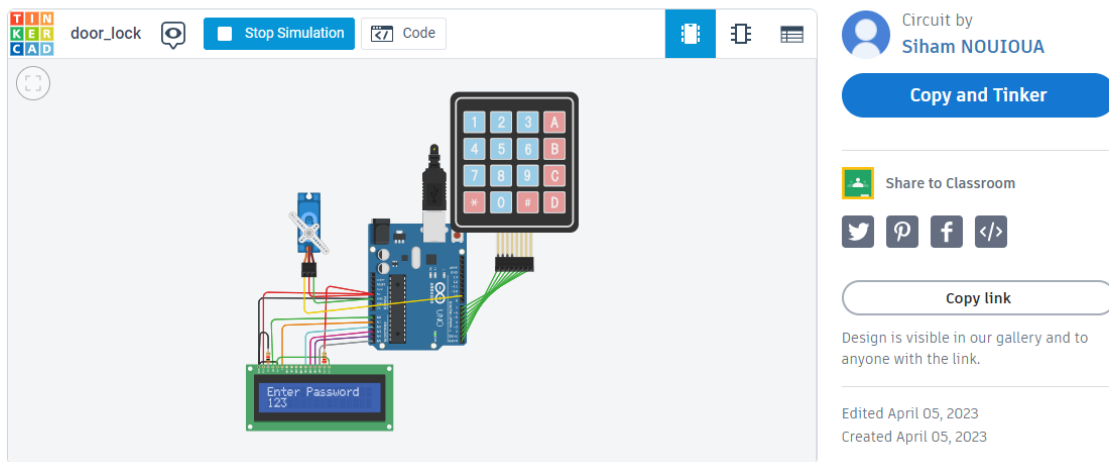 TIN
KER
CAD
door_lock
Stop Simulation
Code
Circuit by
Siham NOUIOUA
Copy and Tinker
1 2 3 A
4 5 6 B
7 8 9 C
* 0 # D
Share to Classroom
Copy link
Design is visible in our gallery and to
anyone with the link.
ARDUINO
UNO
Enter Password
123
Edited April 05, 2023
Created April 05, 2023